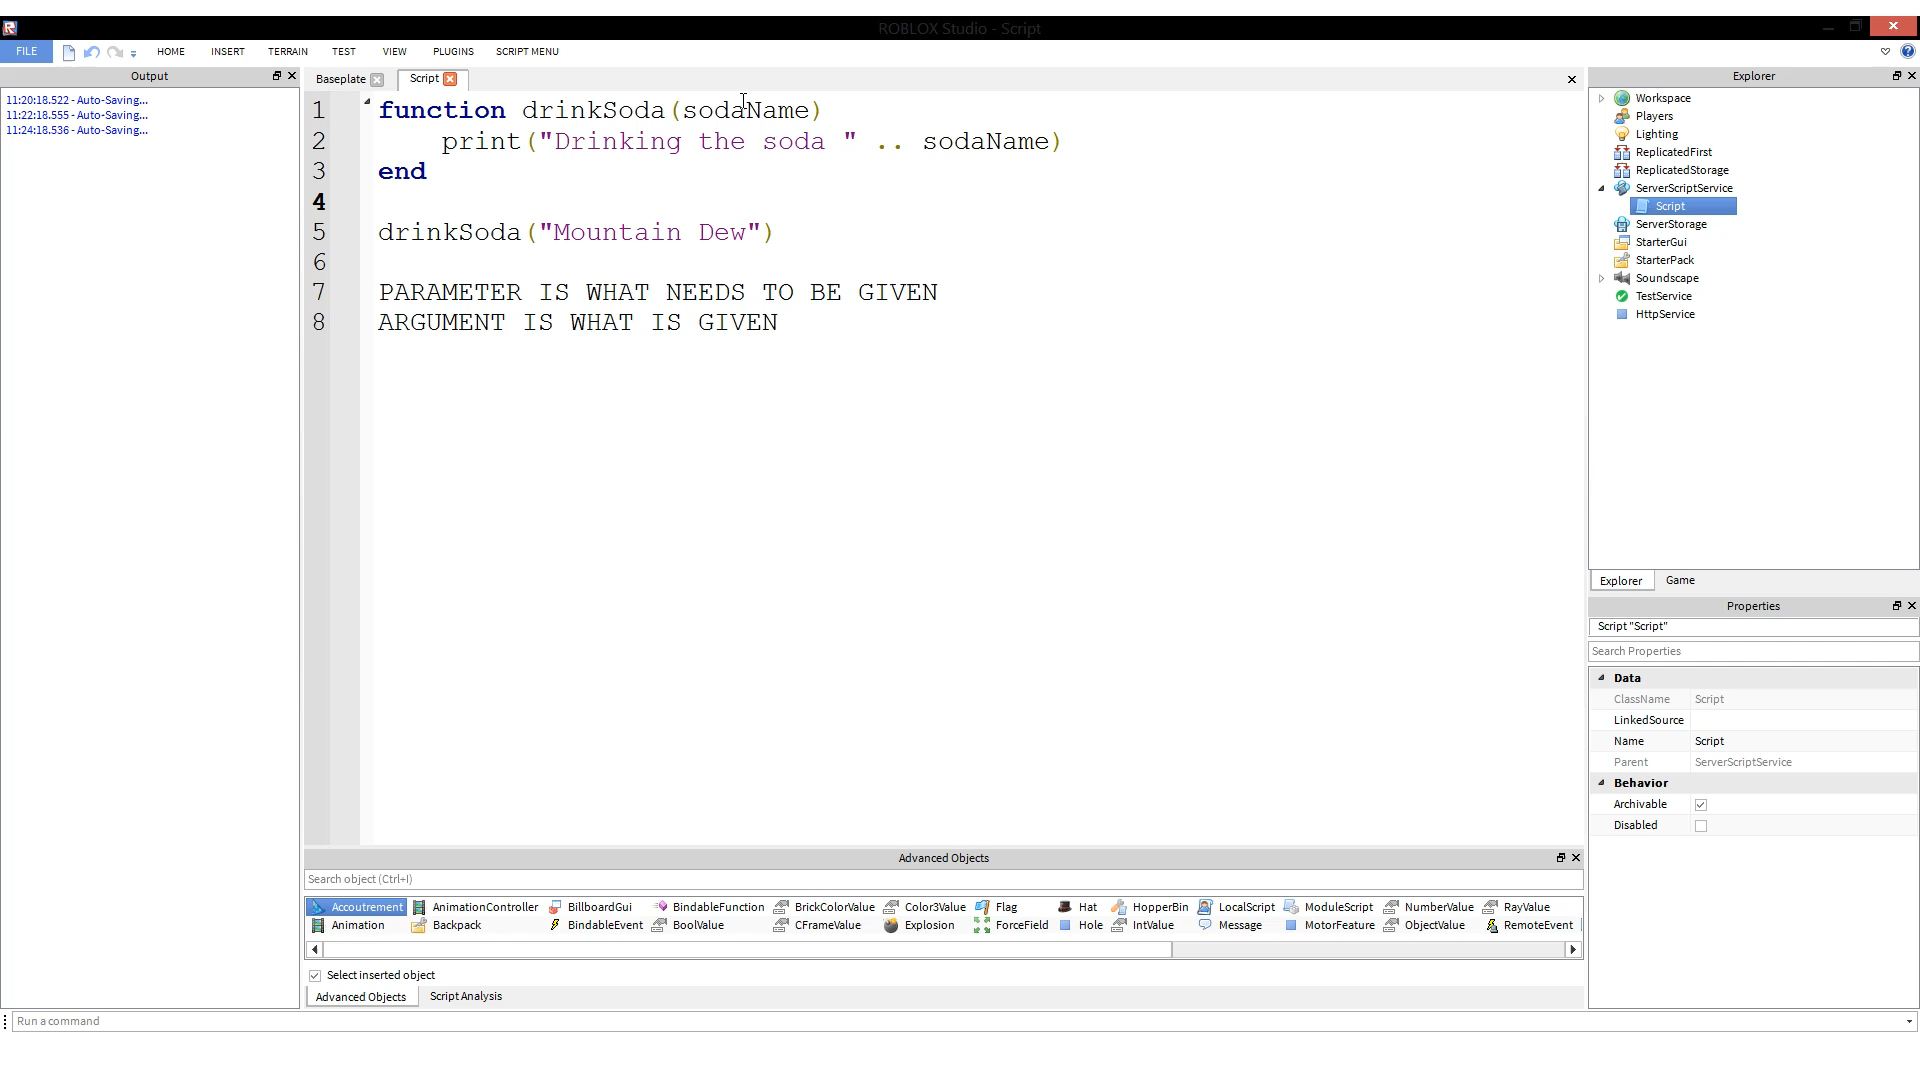 ROBLOX Studio - Script
FILE HOME INSERT TERRAIN TEST VIEW PLUGINS SCRIPT MENU
Output
11:20:18.522 - Auto-Saving...
11:22:18.555 - Auto-Saving...
11:24:18.536 - Auto-Saving...
Baseplate Script
1 function drinkSoda(sodaName)
2 print("Drinking the soda " .. sodaName)
3 end
4
5 drinkSoda("Mountain Dew")
6
7 PARAMETER IS WHAT NEEDS TO BE GIVEN
8 ARGUMENT IS WHAT IS GIVEN
Explorer
Workspace
Players
Lighting
ReplicatedFirst
ReplicatedStorage
ServerScriptService
Script
ServerStorage
StarterGui
StarterPack
Soundscape
TestService
HttpService
Explorer Game
Properties
Script "Script"
Search Properties
Data
ClassName Script
LinkedSource
Name Script
Parent ServerScriptService
Behavior
Archivable
Disabled
Advanced Objects
Search object (Ctrl+I)
Accoutrement AnimationController BillboardGui BindableFunction BrickColorValue Color3Value Flag Hat HopperBin LocalScript ModuleScript NumberValue RayValue
Animation Backpack BindableEvent BoolValue CFrameValue Explosion ForceField Hole IntValue Message MotorFeature ObjectValue RemoteEvent
Select inserted object
Advanced Objects Script Analysis
Run a command